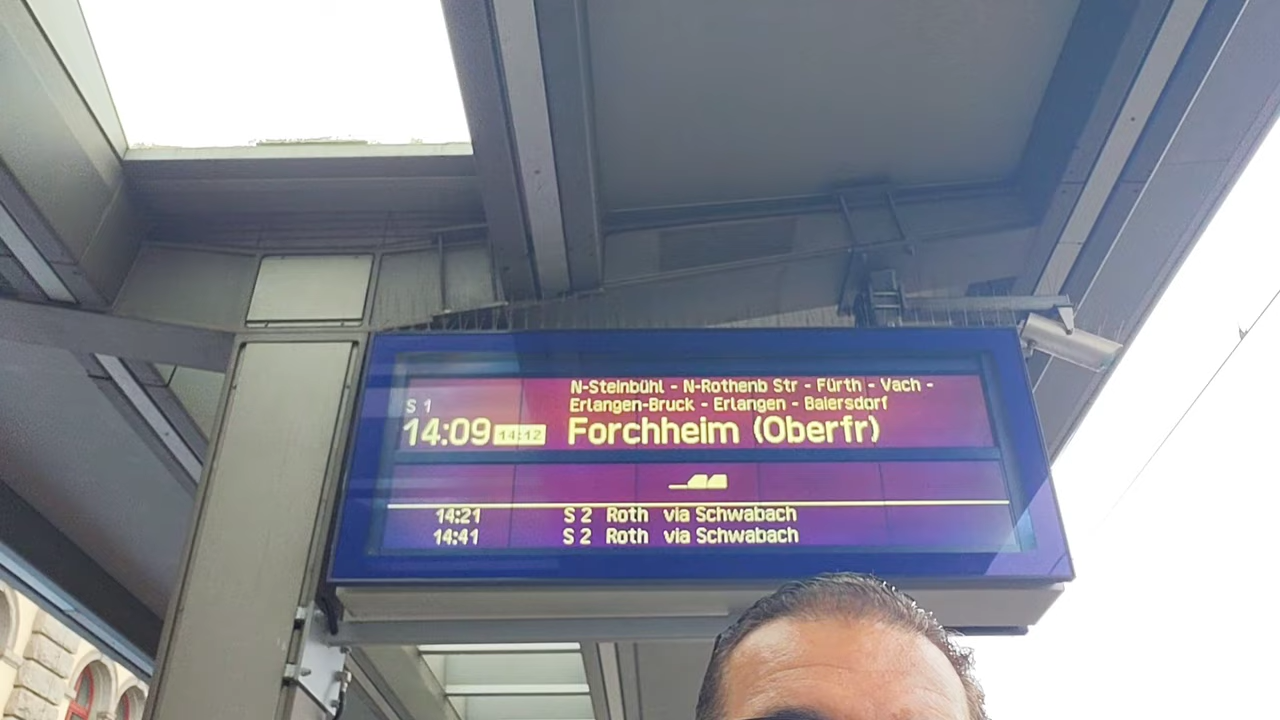 N-Steinbühl - N-Rothenb Str - Fürth - Vach -
Erlangen-Bruck - Erlangen - Baiersdorf
S 1
14:09 14:12 Forchheim (Oberfr)
14:21 S 2 Roth via Schwabach
14:41 S 2 Roth via Schwabach